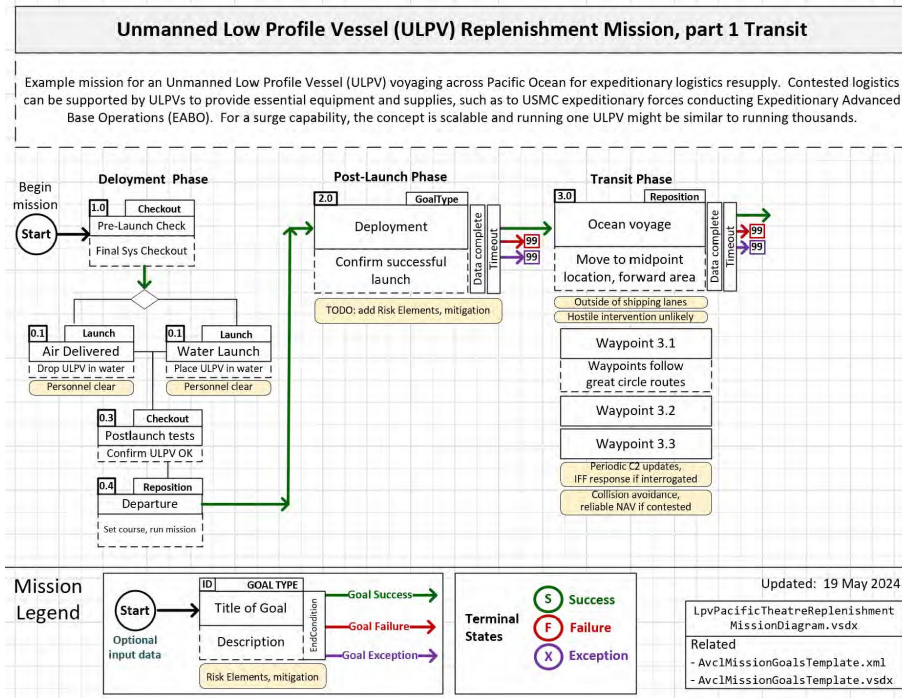 Unmanned Low Profile Vessel (ULPV) Replenishment Mission, part 1 Transit
Example mission for an Unmanned Low Profile Vessel (ULPV) voyaging across Pacific Ocean for expeditionary logistics resupply. Contested logistics
can be supported by ULPVs to provide essential equipment and supplies, such as to USMC expeditionary forces conducting Expeditionary Advanced
Base Operations (EABO). For a surge capability, the concept is scalable and running one ULPV might be similar to running thousands.
Begin
mission
Start
Deloyment Phase
1.0 Checkout
Pre-Launch Check
Final Sys Checkout
0.1 Launch
Air Delivered
Drop ULPV in water
Personnel clear
0.1 Launch
Water Launch
Place ULPV in water
Personnel clear
0.3 Checkout
Postlaunch tests
Confirm ULPV OK
0.4 Reposition
Departure
Set course, run mission
Post-Launch Phase
2.0 GoalType
Deployment
Confirm successful
launch
Data complete
Timeout
99
99
TODO: add Risk Elements, mitigation
Transit Phase
3.0 Reposition
Ocean voyage
Move to midpoint
location, forward area
Data complete
Timeout
99
99
Outside of shipping lanes
Hostile intervention unlikely
Waypoint 3.1
Waypoints follow
great circle routes
Waypoint 3.2
Waypoint 3.3
Periodic C2 updates,
IFF response if interrogated
Collision avoidance,
reliable NAV if contested
Mission
Legend
Start
Optional
input data
ID GOAL TYPE
Title of Goal
Description
EndCondition
Risk Elements, mitigation
Goal Success
Goal Failure
Goal Exception
Terminal
States
S Success
F Failure
X Exception
Updated: 19 May 2024
LpvPacificTheatreReplenishment
MissionDiagram.vsdx
Related
- AvclMissionGoalsTemplate.xml
- AvclMissionGoalsTemplate.vsdx